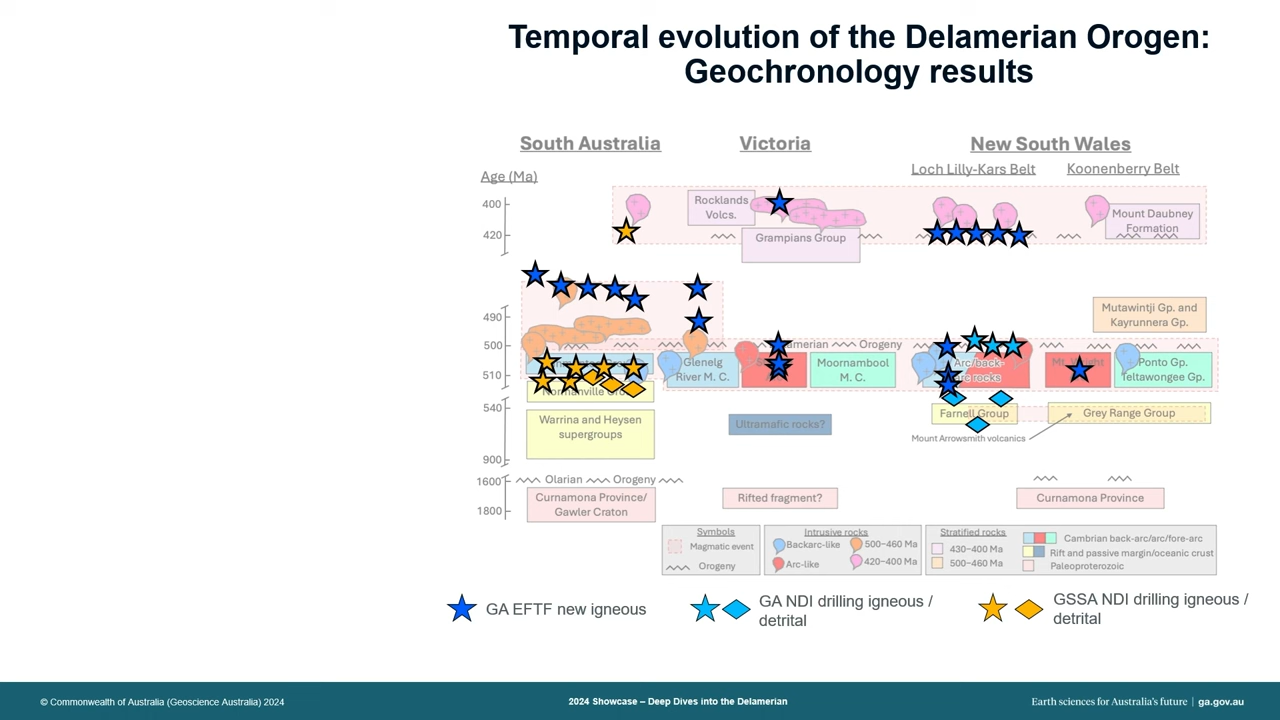 Temporal evolution of the Delamerian Orogen:
Geochronology results
South Australia
Victoria
New South Wales
Loch Lilly-Kars Belt
Koonenberry Belt
Age (Ma)
400
420
490
500
510
540
900
1600
1800
Rocklands
Volcs.
Grampians Group
Mount Daubney
Formation
Mutawintji Gp. and
Kayrunnera Gp.
Orogeny
Glenelg
River M. C.
Moornambool
M. C.
Arc/back-
arc rocks
Ponto Gp.
Teltawongee Gp.
Warrina and Heysen
supergroups
Ultramafic rocks?
Farnell Group
Grey Range Group
Mount Arrowsmith volcanics
Olarian
Orogeny
Curnamona Province/
Gawler Craton
Rifted fragment?
Curnamona Province
Symbols
Magmatic event
Orogeny
Intrusive rocks
Backarc-like
500–460 Ma
Arc-like
420–400 Ma
Stratified rocks
430–400 Ma
500–460 Ma
Cambrian back-arc/arc/fore-arc
Rift and passive margin/oceanic crust
Paleoproterozoic
GA EFTF new igneous
GA NDI drilling igneous /
detrital
GSSA NDI drilling igneous /
detrital
© Commonwealth of Australia (Geoscience Australia) 2024
2024 Showcase – Deep Dives into the Delamerian
Earth sciences for Australia's future | ga.gov.au